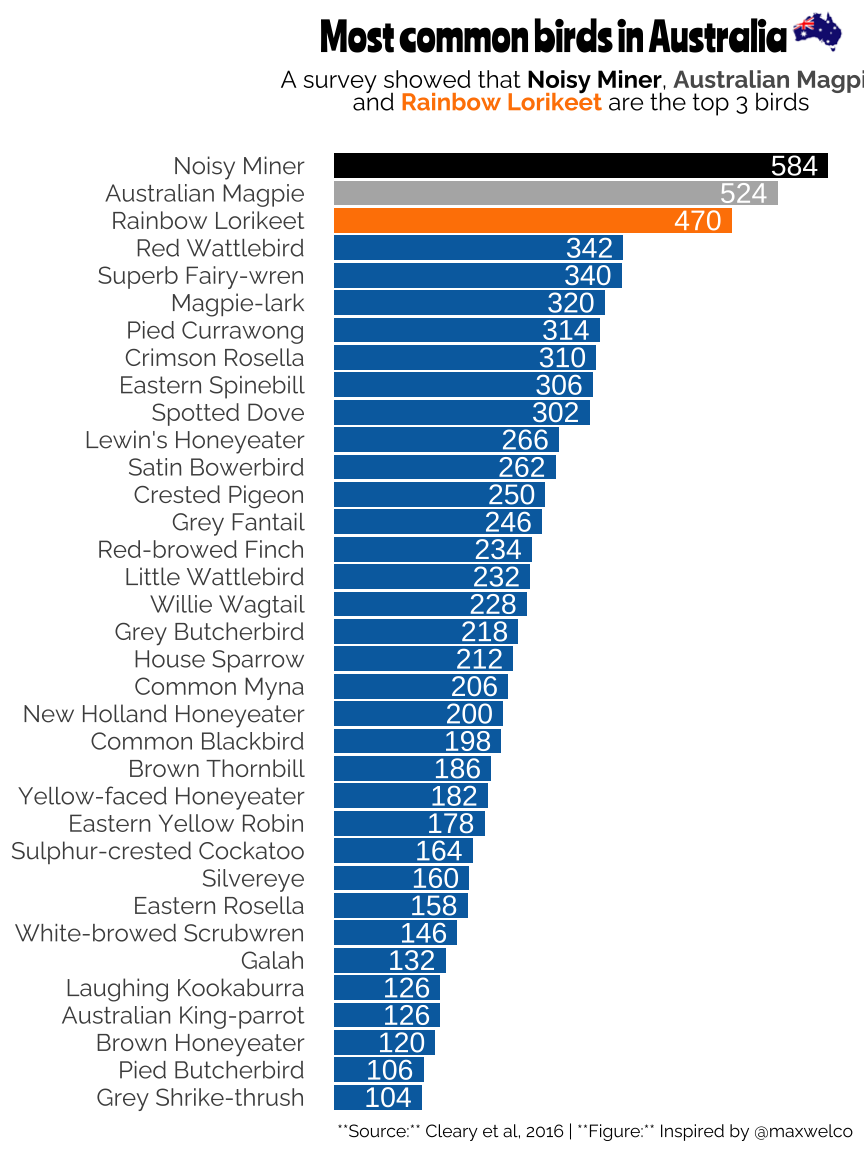 Most common birds in Australia
A survey showed that Noisy Miner, Australian Magpi
and Rainbow Lorikeet are the top 3 birds
Noisy Miner 584
Australian Magpie 524
Rainbow Lorikeet 470
Red Wattlebird 342
Superb Fairy-wren 340
Magpie-lark 320
Pied Currawong 314
Crimson Rosella 310
Eastern Spinebill 306
Spotted Dove 302
Lewin's Honeyeater 266
Satin Bowerbird 262
Crested Pigeon 250
Grey Fantail 246
Red-browed Finch 234
Little Wattlebird 232
Willie Wagtail 228
Grey Butcherbird 218
House Sparrow 212
Common Myna 206
New Holland Honeyeater 200
Common Blackbird 198
Brown Thornbill 186
Yellow-faced Honeyeater 182
Eastern Yellow Robin 178
Sulphur-crested Cockatoo 164
Silvereye 160
Eastern Rosella 158
White-browed Scrubwren 146
Galah 132
Laughing Kookaburra 126
Australian King-parrot 126
Brown Honeyeater 120
Pied Butcherbird 106
Grey Shrike-thrush 104
**Source:** Cleary et al, 2016 | **Figure:** Inspired by @maxwelco